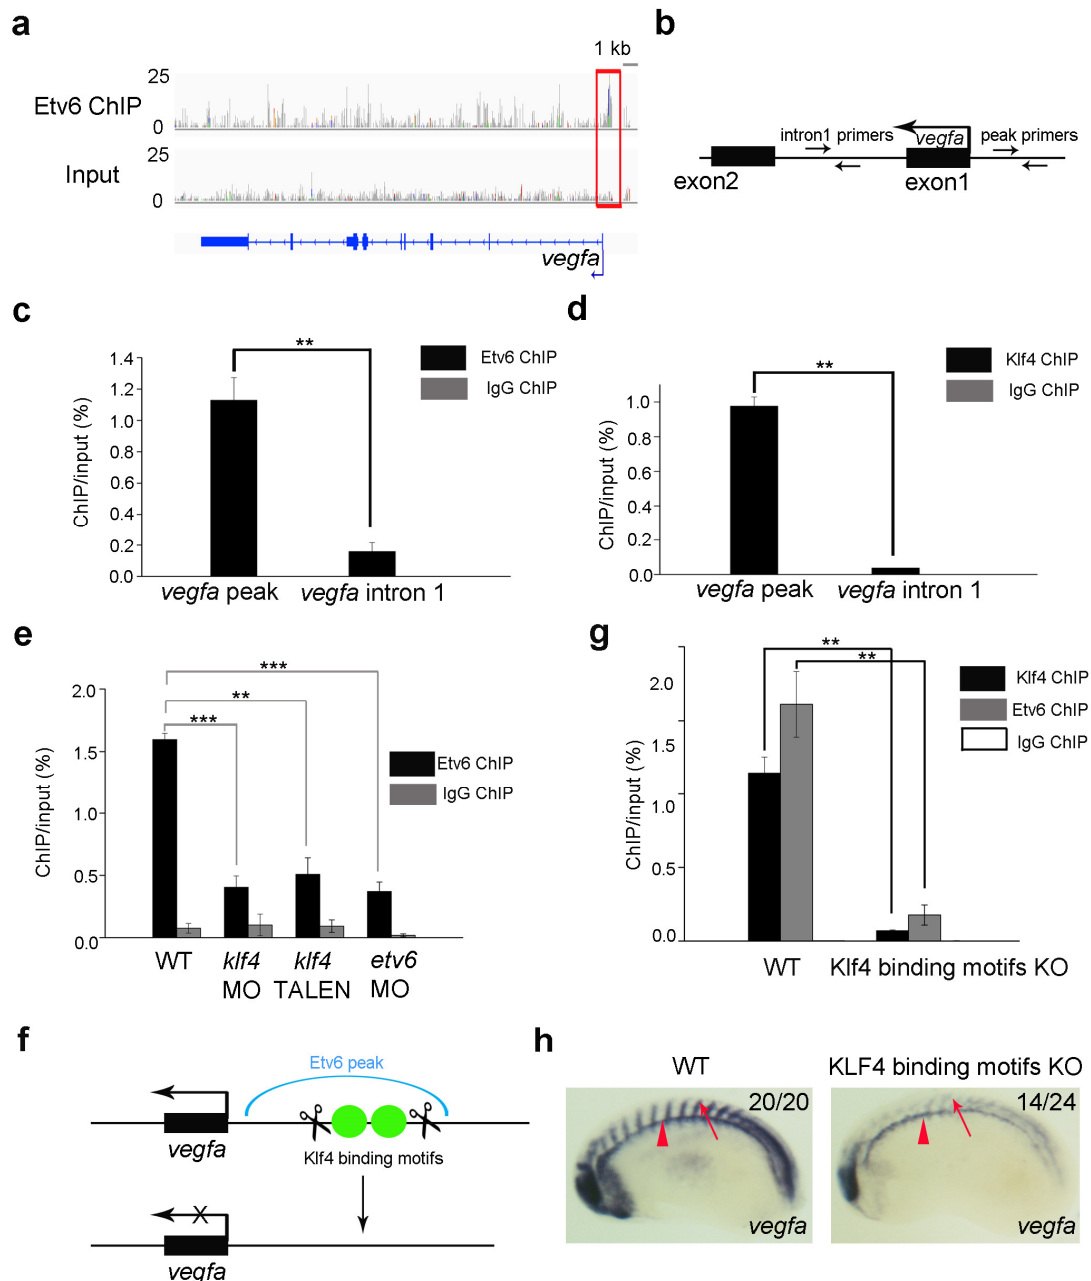 a
1 kb
25
Etv6 ChIP
0
25
Input
0
vegfa
b
intron1 primers
vegfa
peak primers
exon2
exon1
c
**
Etv6 ChIP
IgG ChIP
1.4
1.2
1.0
0.8
0.6
0.4
0.2
0.0
ChIP/input (%)
vegfa peak
vegfa intron 1
d
**
Klf4 ChIP
IgG ChIP
1.0
0.8
0.6
0.4
0.2
0.0
ChIP/input (%)
vegfa peak
vegfa intron 1
e
***
**
***
2.0
1.5
1.0
0.5
0.0
ChIP/input (%)
Etv6 ChIP
IgG ChIP
WT
klf4 MO
klf4 TALEN
etv6 MO
g
**
**
Klf4 ChIP
Etv6 ChIP
IgG ChIP
2.0
1.5
1.0
0.5
0.0
ChIP/input (%)
WT
Klf4 binding motifs KO
f
Etv6 peak
vegfa
Klf4 binding motifs
X
vegfa
h
WT
KLF4 binding motifs KO
20/20
14/24
vegfa
vegfa